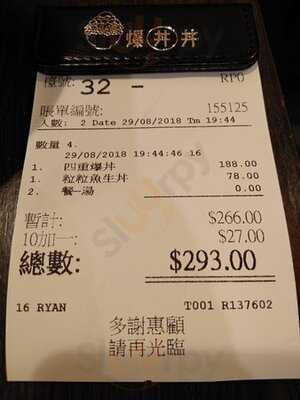 爆丼丼
檯號: 32 - RP0
賬單編號: 155125
人數: 2 Date 29/08/2018 Tm 19:44
數量 4
29/08/2018 19:44:46 16
1. 四重爆丼 188.00
1. 粒粒魚生丼 78.00
2. 餐-湯 0.00
暫計: $266.00
10加一: $27.00
總數: $293.00
16 RYAN T001 R137602
多謝惠顧
請再光臨